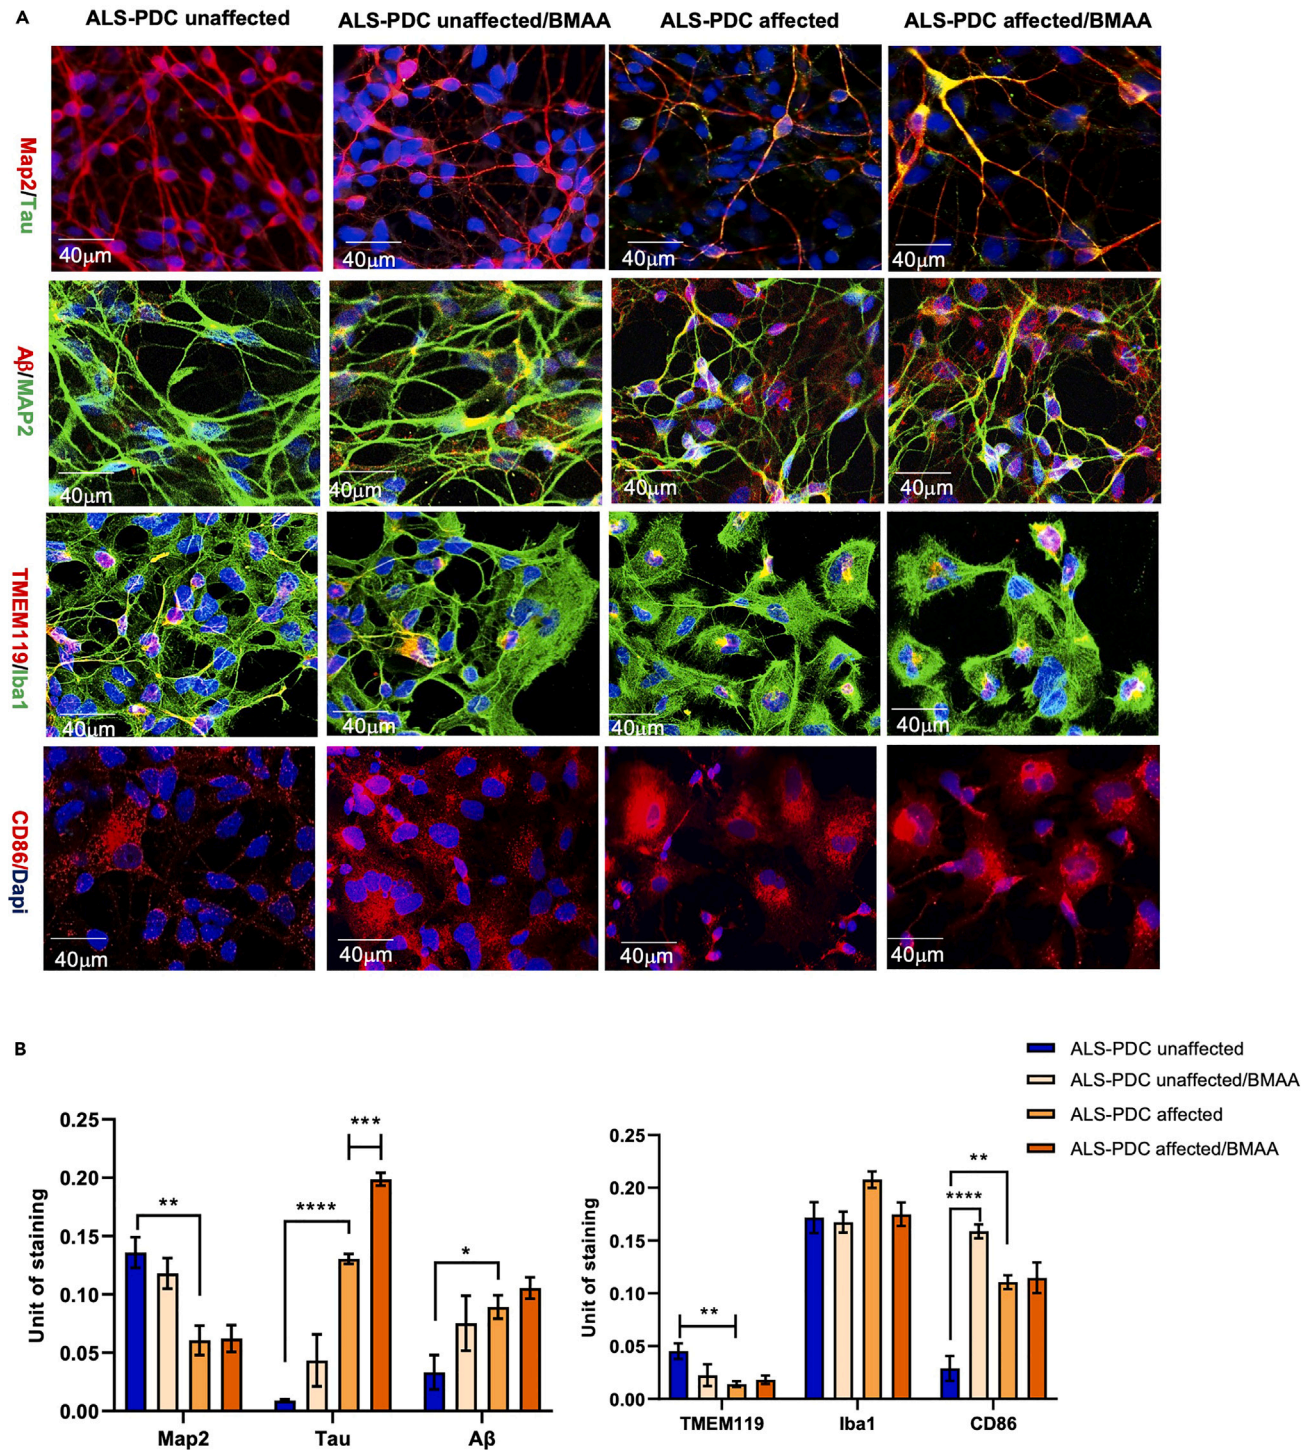 A
ALS-PDC unaffected
ALS-PDC unaffected/BMAA
ALS-PDC affected
ALS-PDC affected/BMAA
Map2/Tau
40μm
40μm
40μm
40μm
Aβ/MAP2
40μm
40μm
40μm
40μm
TMEM119/Iba1
40μm
40μm
40μm
40μm
CD86/Dapi
40μm
40μm
40μm
40μm
B
ALS-PDC unaffected
ALS-PDC unaffected/BMAA
ALS-PDC affected
ALS-PDC affected/BMAA
Unit of staining
0.25
0.20
0.15
0.10
0.05
0.00
**
****
***
*
Map2
Tau
Aβ
Unit of staining
0.25
0.20
0.15
0.10
0.05
0.00
**
**
****
TMEM119
Iba1
CD86